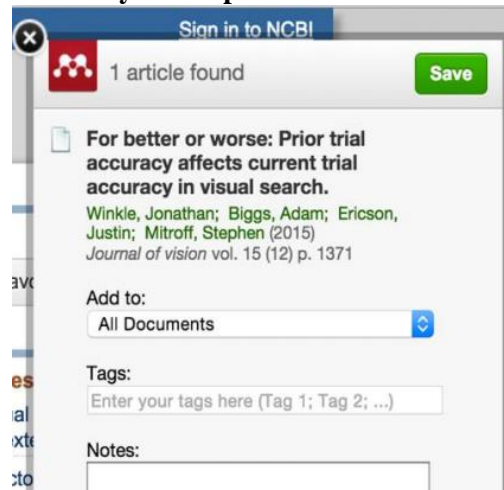 Sign in to NCBI
1 article found
Save
For better or worse: Prior trial
accuracy affects current trial
accuracy in visual search.
Winkle, Jonathan; Biggs, Adam; Ericson,
Justin; Mitroff, Stephen (2015)
Journal of vision vol. 15 (12) p. 1371
Add to:
All Documents
Tags:
Enter your tags here (Tag 1; Tag 2; ...)
Notes: